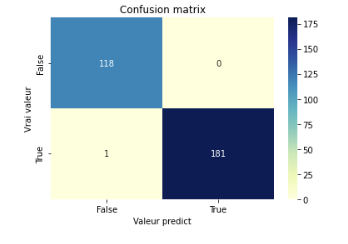 Confusion matrix
Vrai valeur
False
True
118
0
1
181
False
True
Valeur predict
175
150
125
100
75
50
25
0